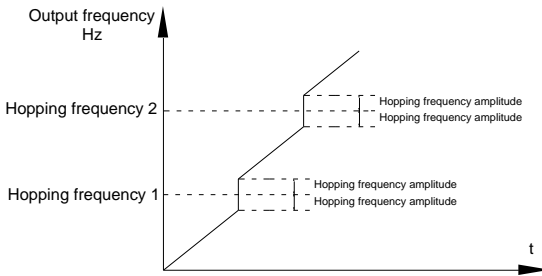 Output frequency
Hz
Hopping frequency 2
Hopping frequency amplitude
Hopping frequency amplitude
Hopping frequency 1
Hopping frequency amplitude
Hopping frequency amplitude
t